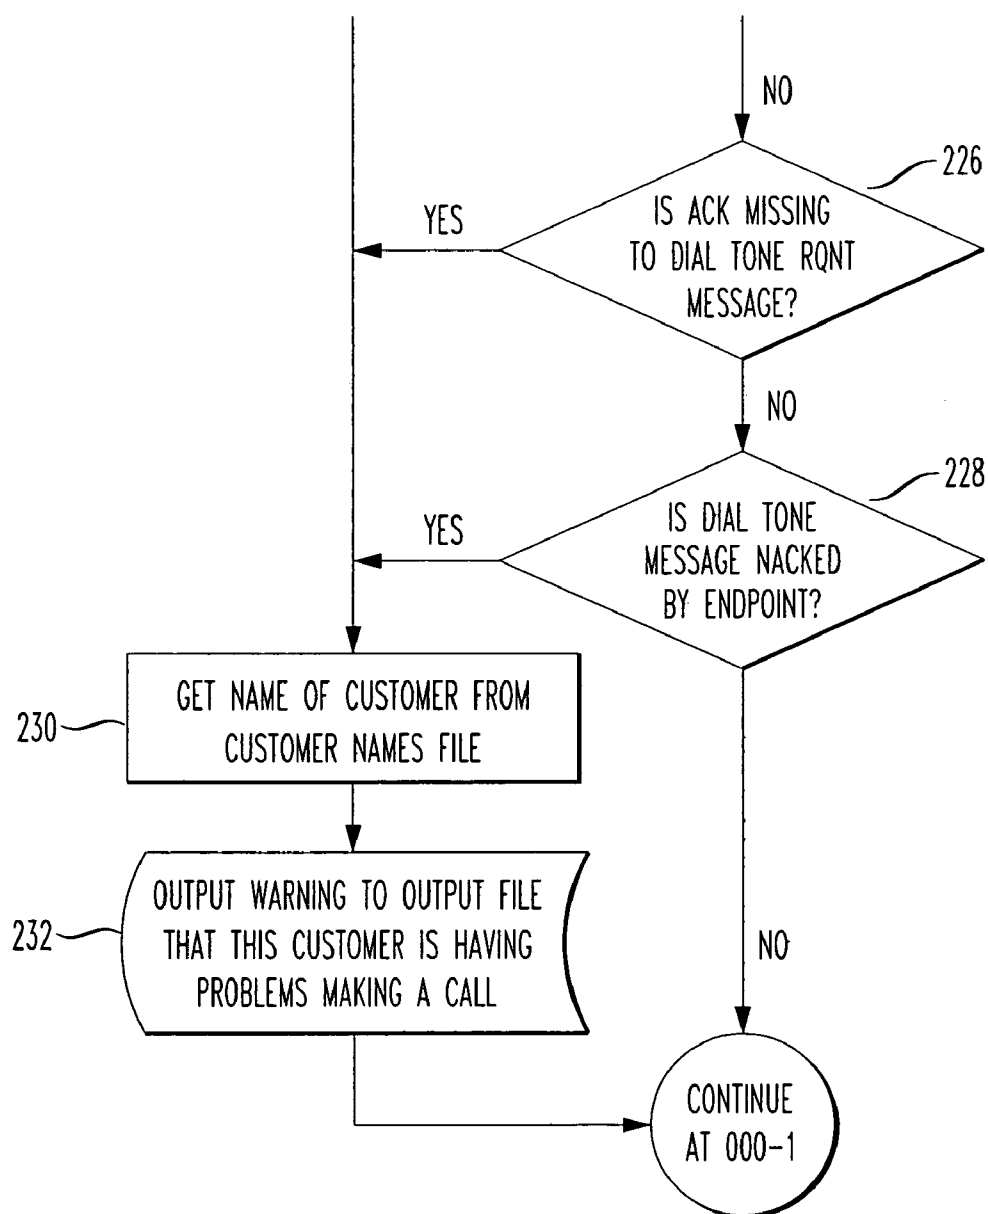 NO
226
IS ACK MISSING
TO DIAL TONE RQNT
MESSAGE?
YES
NO
228
IS DIAL TONE
MESSAGE NACKED
BY ENDPOINT?
YES
230
GET NAME OF CUSTOMER FROM
CUSTOMER NAMES FILE
232
OUTPUT WARNING TO OUTPUT FILE
THAT THIS CUSTOMER IS HAVING
PROBLEMS MAKING A CALL
NO
CONTINUE
AT 000-1